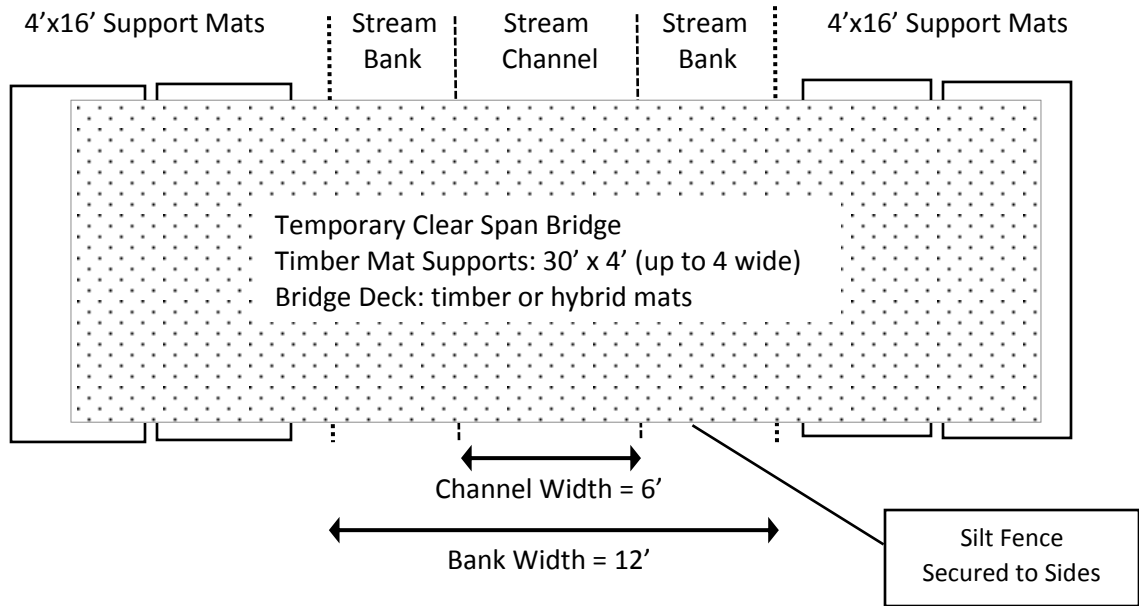 4’x16’ Support Mats
Stream
Bank
Stream
Channel
Stream
Bank
4’x16’ Support Mats
Temporary Clear Span Bridge
Timber Mat Supports: 30’ x 4’ (up to 4 wide)
Bridge Deck: timber or hybrid mats
Channel Width = 6’
Bank Width = 12’
Silt Fence
Secured to Sides